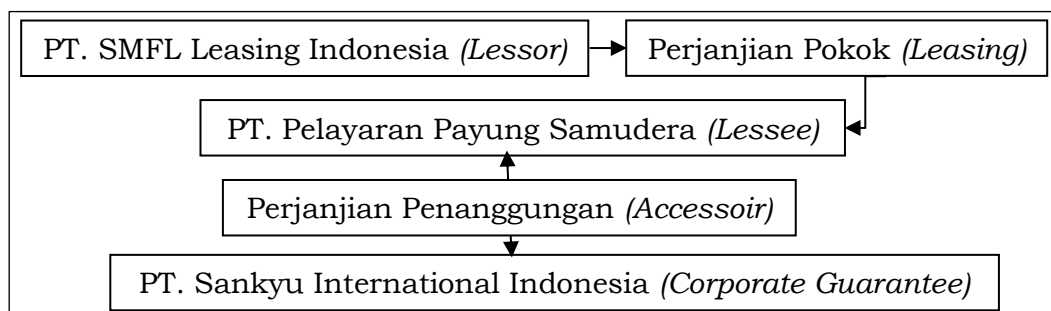 PT. SMFL Leasing Indonesia (Lessor)
Perjanjian Pokok (Leasing)
PT. Pelayaran Payung Samudera (Lessee)
Perjanjian Penanggungan (Accessoir)
PT. Sankyu International Indonesia (Corporate Guarantee)